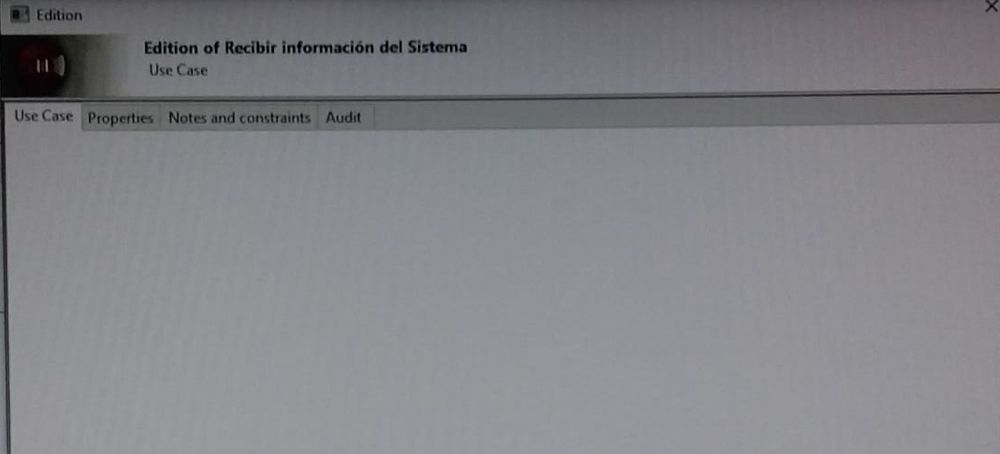 Edition
Edition of Recibir información del Sistema
Use Case
Use Case Properties Notes and constraints Audit